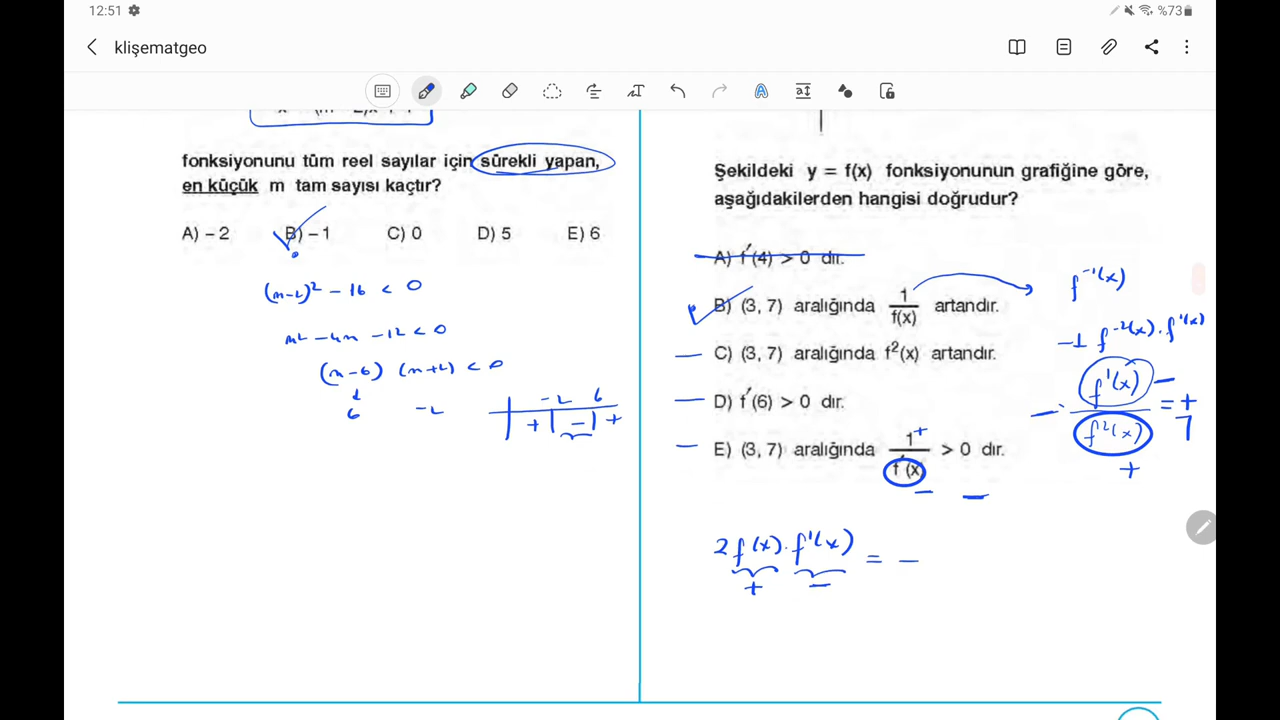 12:51
%73
klişematgeo
fonksiyonunu tüm reel sayılar için sürekli yapan,
en küçük m tam sayısı kaçtır?
A) – 2 B) – 1 C) 0 D) 5 E) 6
(m-2)² - 16 < 0
m² - 4m - 12 < 0
(m-6) (m+2) < 0
6 -2
-2 6
+ - +
Şekildeki y = f(x) fonksiyonunun grafiğine göre,
aşağıdakilerden hangisi doğrudur?
A) f′(4) > 0 dır.
B) (3, 7) aralığında 1/f(x) artandır.
C) (3, 7) aralığında f²(x) artandır.
D) f′(6) > 0 dır.
E) (3, 7) aralığında 1/f′(x) > 0 dır.
+
- -
f⁻¹(x)
-1 f⁻²(x) . f'(x)
- f'(x)/f²(x) = +
-
+
2f(x) . f'(x) = -
+ -